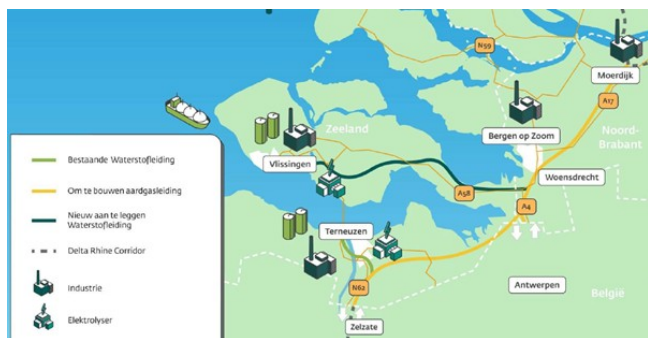 N59
Moerdijk
A17
Zeeland
Bergen op Zoom
Noord-
Brabant
Bestaande Waterstofleiding
Vlissingen
Woensdrecht
Om te bouwen aardgasleiding
A58
A4
Nieuw aan te leggen
Waterstofleiding
Terneuzen
Delta Rhine Corridor
Antwerpen
België
Industrie
N62
Elektrolyser
Zelzate